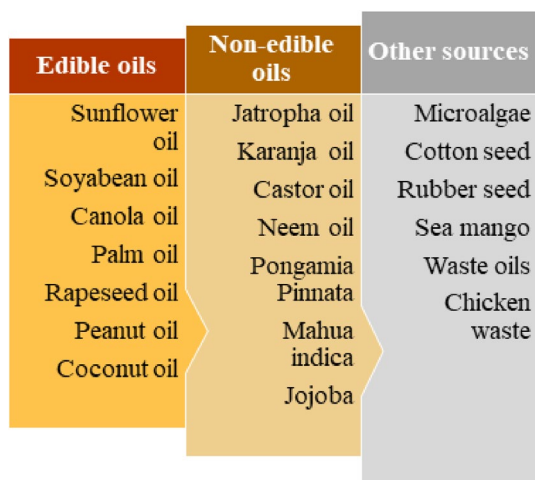 Edible oils
Sunflower
oil
Soyabean oil
Canola oil
Palm oil
Rapeseed oil
Peanut oil
Coconut oil
Non-edible
oils
Jatropha oil
Karanja oil
Castor oil
Neem oil
Pongamia
Pinnata
Mahua
indica
Jojoba
Other sources
Microalgae
Cotton seed
Rubber seed
Sea mango
Waste oils
Chicken
waste